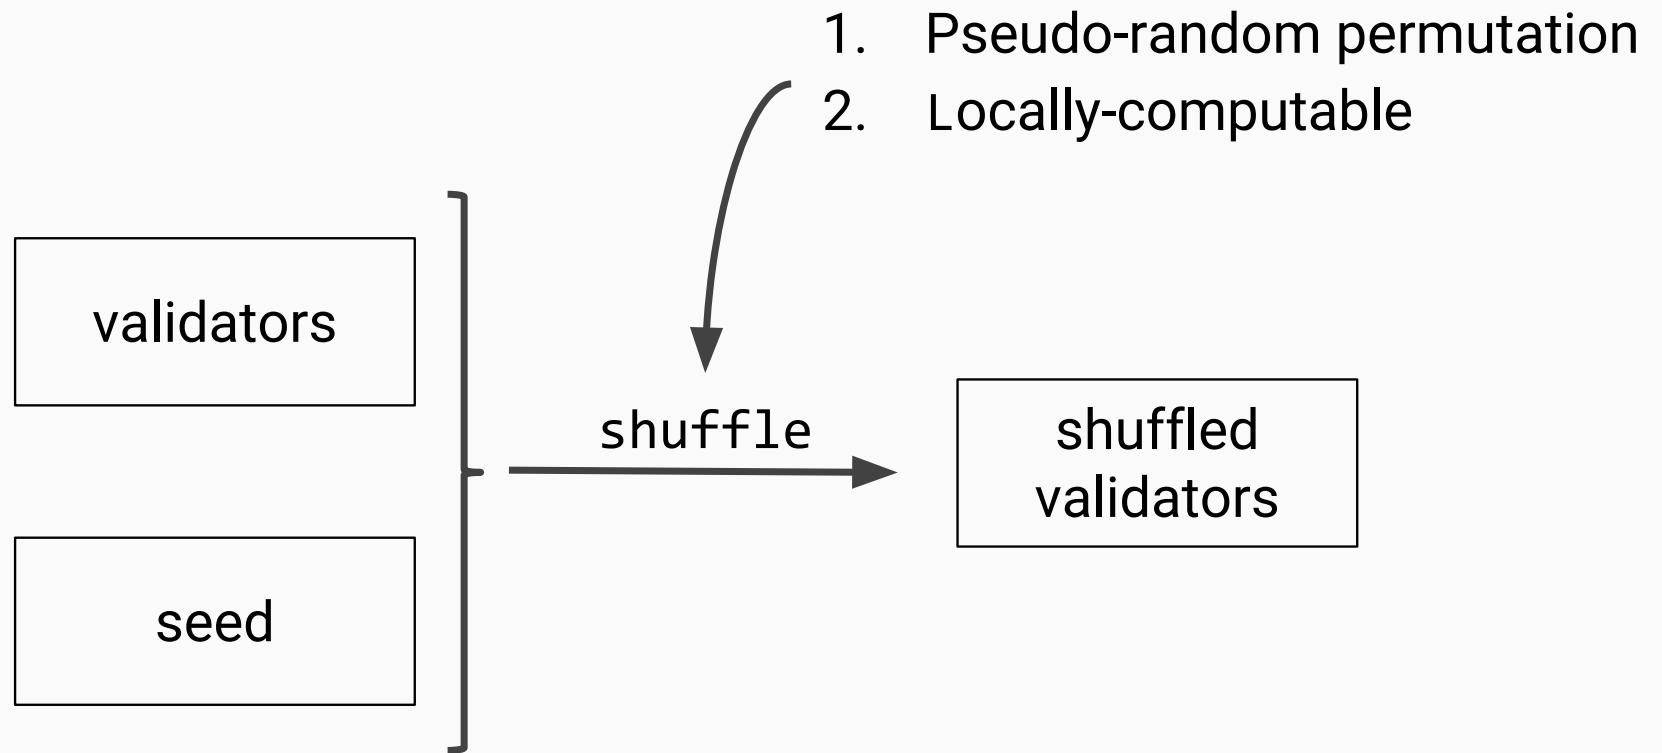 1. Pseudo-random permutation
2. Locally-computable
validators
shuffle
shuffled
validators
seed